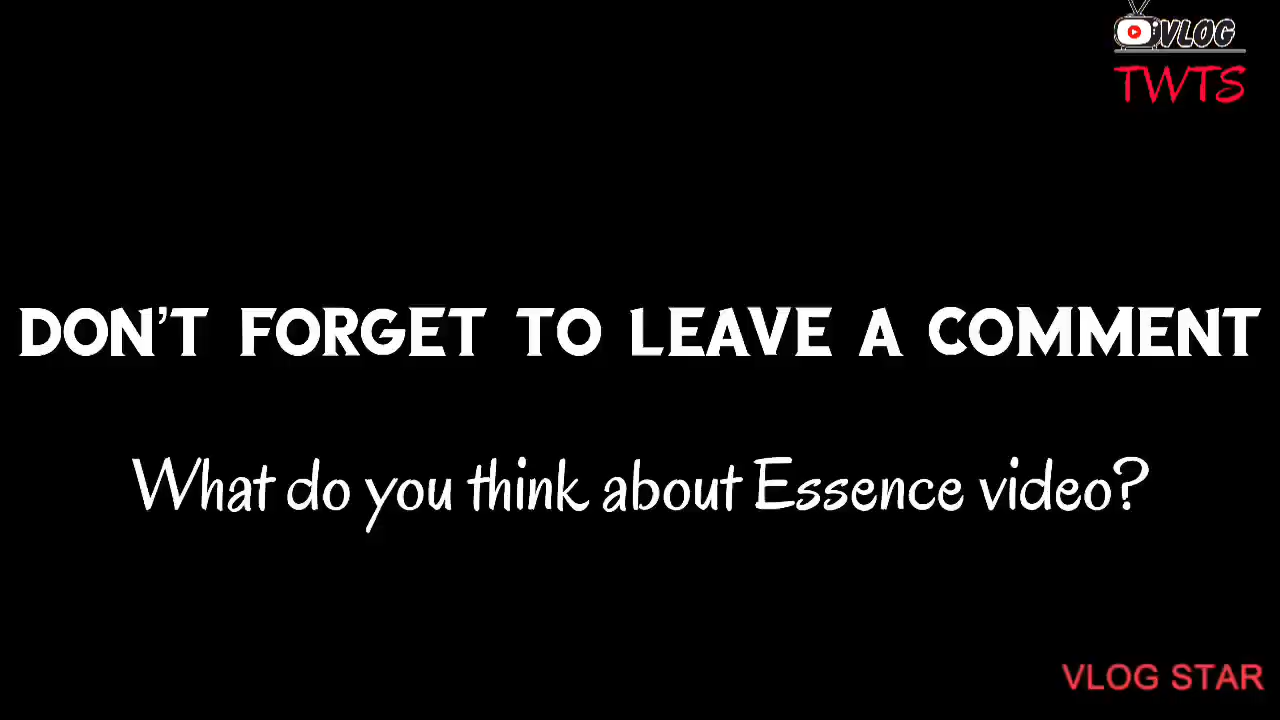 VLOG
TWTS
DON'T FORGET TO LEAVE A COMMENT
What do you think about Essence video?
VLOG STAR